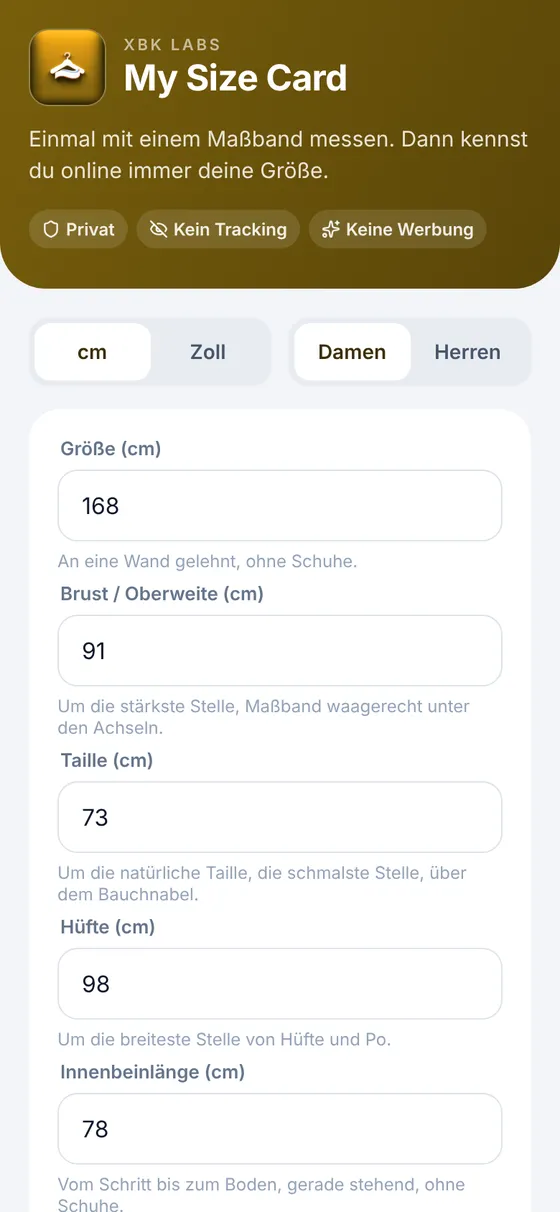 XBK LABS
My Size Card
Einmal mit einem Maßband messen. Dann kennst
du online immer deine Größe.
Privat
Kein Tracking
Keine Werbung
cm
Zoll
Damen
Herren
Größe (cm)
168
An eine Wand gelehnt, ohne Schuhe.
Brust / Oberweite (cm)
91
Um die stärkste Stelle, Maßband waagerecht unter
den Achseln.
Taille (cm)
73
Um die natürliche Taille, die schmalste Stelle, über
dem Bauchnabel.
Hüfte (cm)
98
Um die breiteste Stelle von Hüfte und Po.
Innenbeinlänge (cm)
78
Vom Schritt bis zum Boden, gerade stehend, ohne
Schuhe.